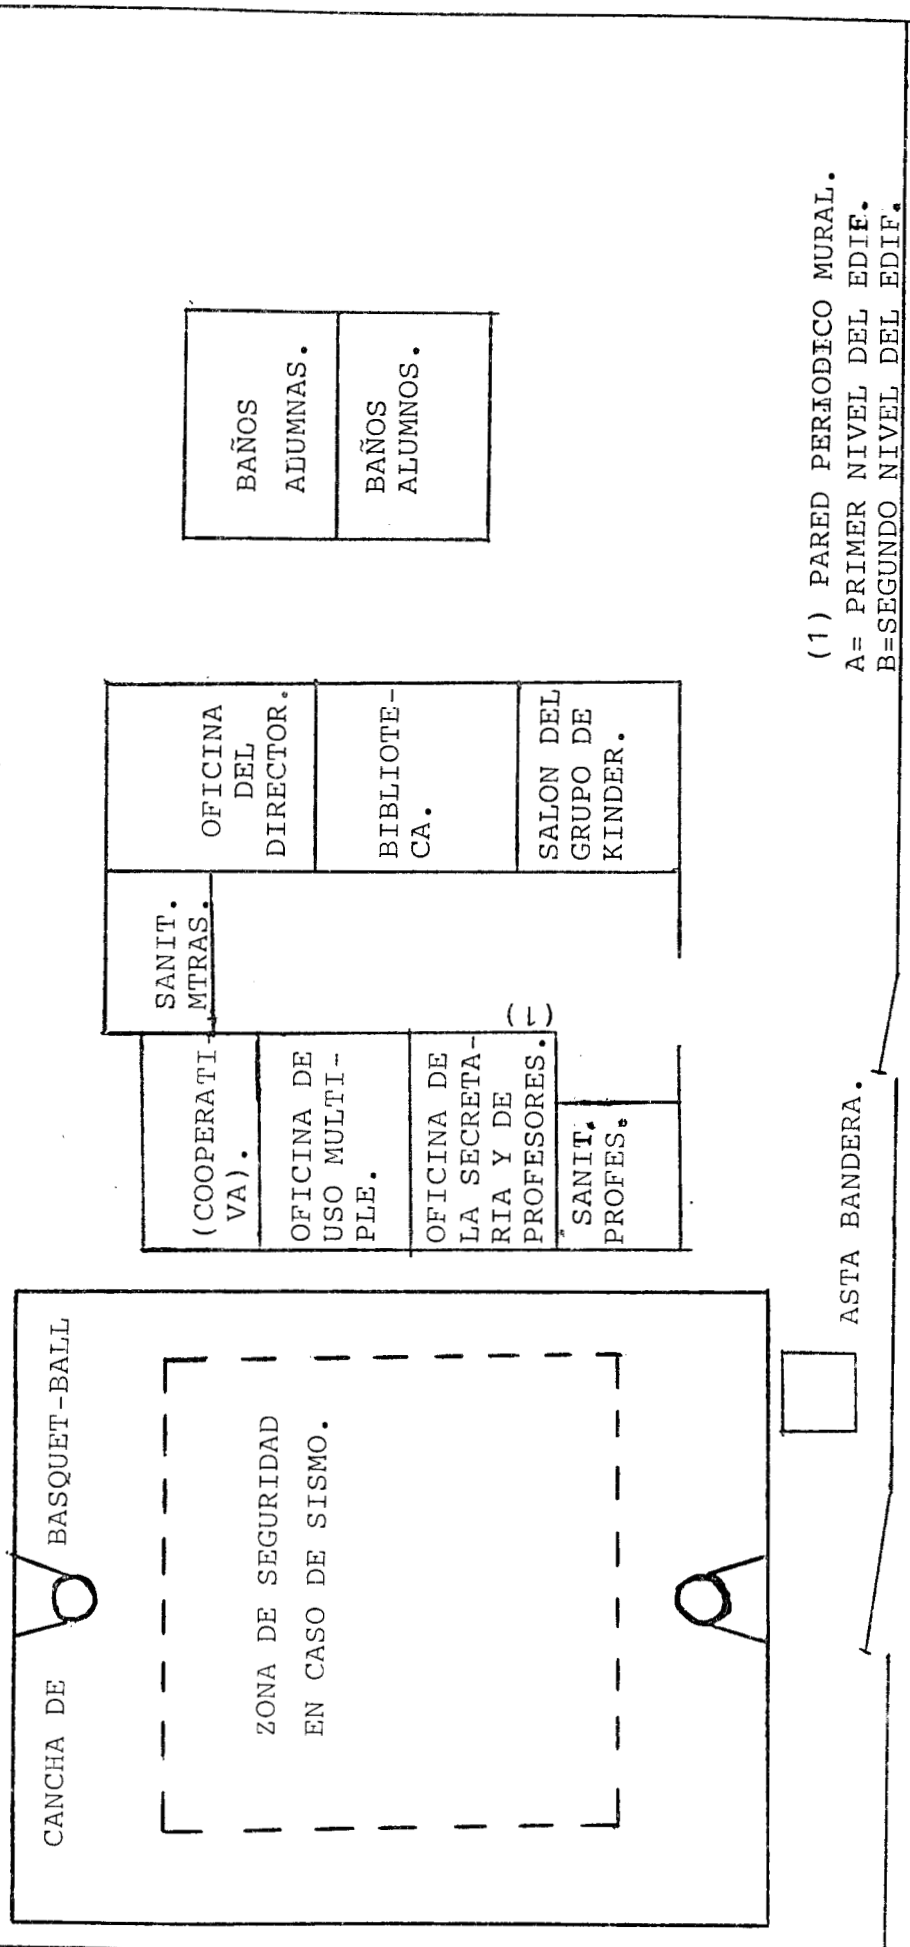 CANCHA DE BASQUET-BALL
ZONA DE SEGURIDAD
EN CASO DE SISMO.
ASTA BANDERA.
(COOPERATI-
VA).
OFICINA DE
USO MULTI-
PLE.
OFICINA DE
LA SECRETA-
RIA Y DE
PROFESORES.
(1)
SANIT.
PROFES.
SANIT.
MTRAS.
OFICINA
DEL
DIRECTOR.
BIBLIOTE-
CA.
SALON DEL
GRUPO DE
KINDER.
BAÑOS
ALUMNAS.
BAÑOS
ALUMNOS.
(1) PARED PERIODICO MURAL.
A= PRIMER NIVEL DEL EDIF.
B=SEGUNDO NIVEL DEL EDIF.